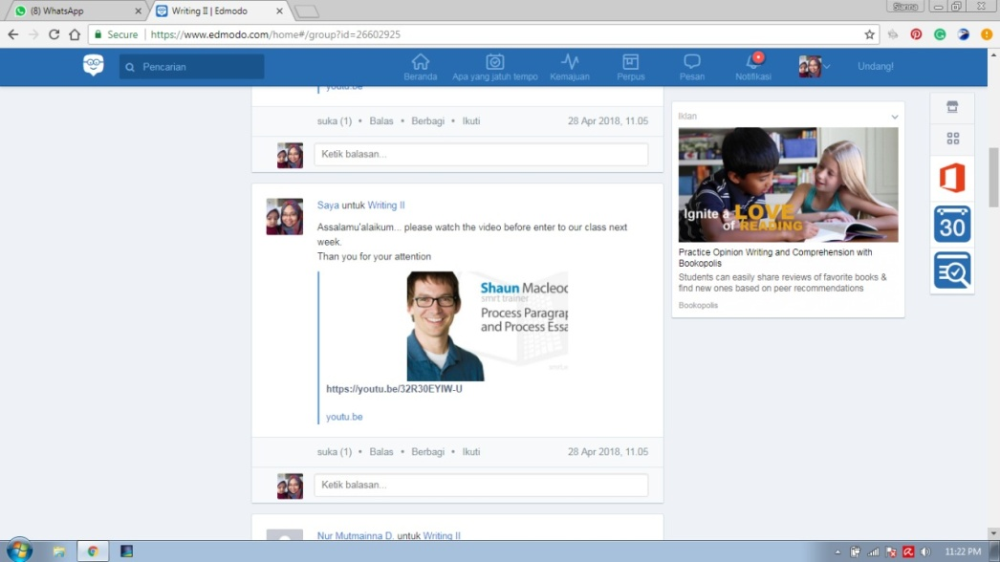 (8) WhatsApp
Writing II | Edmodo
Sienna
Secure
https://www.edmodo.com/home#/group?id=26602925
Pencarian
Beranda
Apa yang jatuh tempo
Kemajuan
Perpus
Pesan
Notifikasi
Undang!
youtu.be
suka (1) • Balas • Berbagi • Ikuti
28 Apr 2018, 11.05
Ketik balasan...
Saya untuk Writing II
Assalamu'alaikum... please watch the video before enter to our class next
week.
Than you for your attention
Shaun Macleod
smrt trainer
Process Paragra
and Process Essa
https://youtu.be/32R30EYIW-U
youtu.be
suka (1) • Balas • Berbagi • Ikuti
28 Apr 2018, 11.05
Ketik balasan...
Nur Mutmainna D. untuk Writing II
Iklan
Ignite a LOVE
of READING
Practice Opinion Writing and Comprehension with
Bookopolis
Students can easily share reviews of favorite books &
find new ones based on peer recommendations
Bookopolis
30
11:22 PM